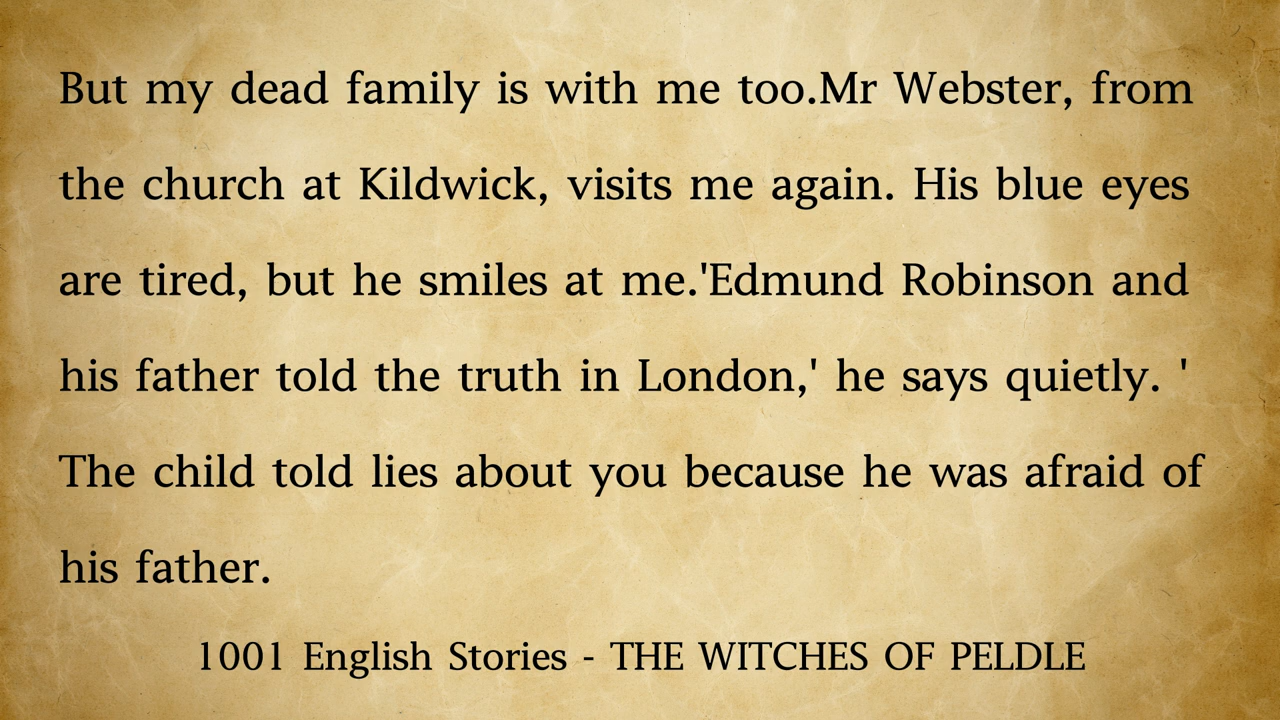 But my dead family is with me too.Mr Webster, from
the church at Kildwick, visits me again. His blue eyes
are tired, but he smiles at me.'Edmund Robinson and
his father told the truth in London,' he says quietly. '
The child told lies about you because he was afraid of
his father.
1001 English Stories - THE WITCHES OF PELDLE